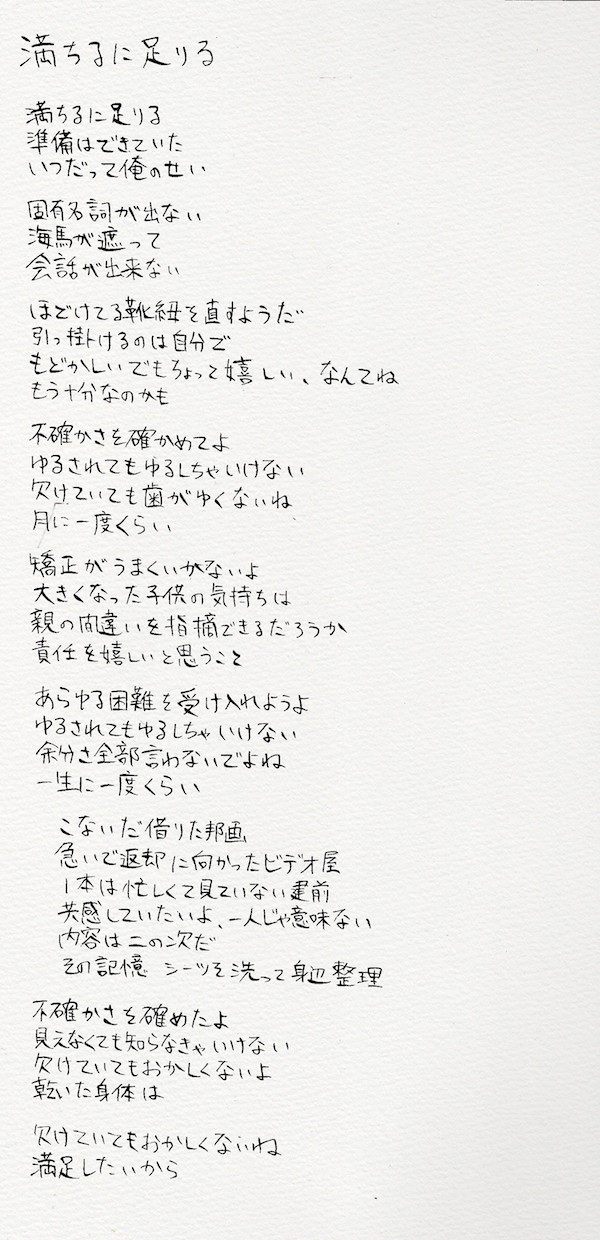 満ちるに足りる
満ちるに足りる
準備はできていた
いつだって俺のせい
固有名詞が出ない
海馬が遮って
会話が出来ない
ほどけてる靴紐を直すようだ
引っ掛けるのは自分で
もどかしいでもちょって嬉しい、なんてね
もう十分なのかも
不確かさを確かめてよ
ゆるされてもゆるしちゃいけない
欠けていても歯がゆくないね
月に一度くらい
矯正がうまくいかないよ
大きくなった子供の気持ちは
親の間違いを指摘できるだろうか
責任を嬉しいと思うこと
あらゆる困難を受け入れようよ
ゆるされてもゆるしちゃいけない
余分さ全部言わないでよね
一生に一度くらい
こないだ借りた邦画
急いで返却に向かったビデオ屋
1本は忙しくて見ていない建前
共感していたいよ、一人じゃ意味ない
内容は二の次だ
その記憶 シーツを洗って身辺整理
不確かさを確めたよ
見えなくても知らなきゃいけない
欠けていてもおかしくないよ
乾いた身体は
欠けていてもおかしくないね
満足したいから